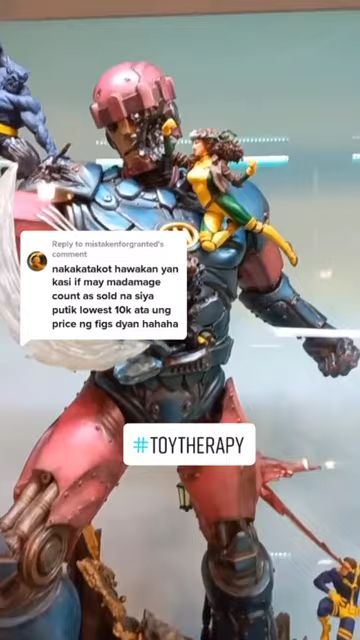 Reply to mistakenforgranted's
comment
nakakatakot hawakan yan
kasi if may madamage
count as sold na siya
putik lowest 10k ata ung
price ng figs dyan hahaha
#TOYTHERAPY